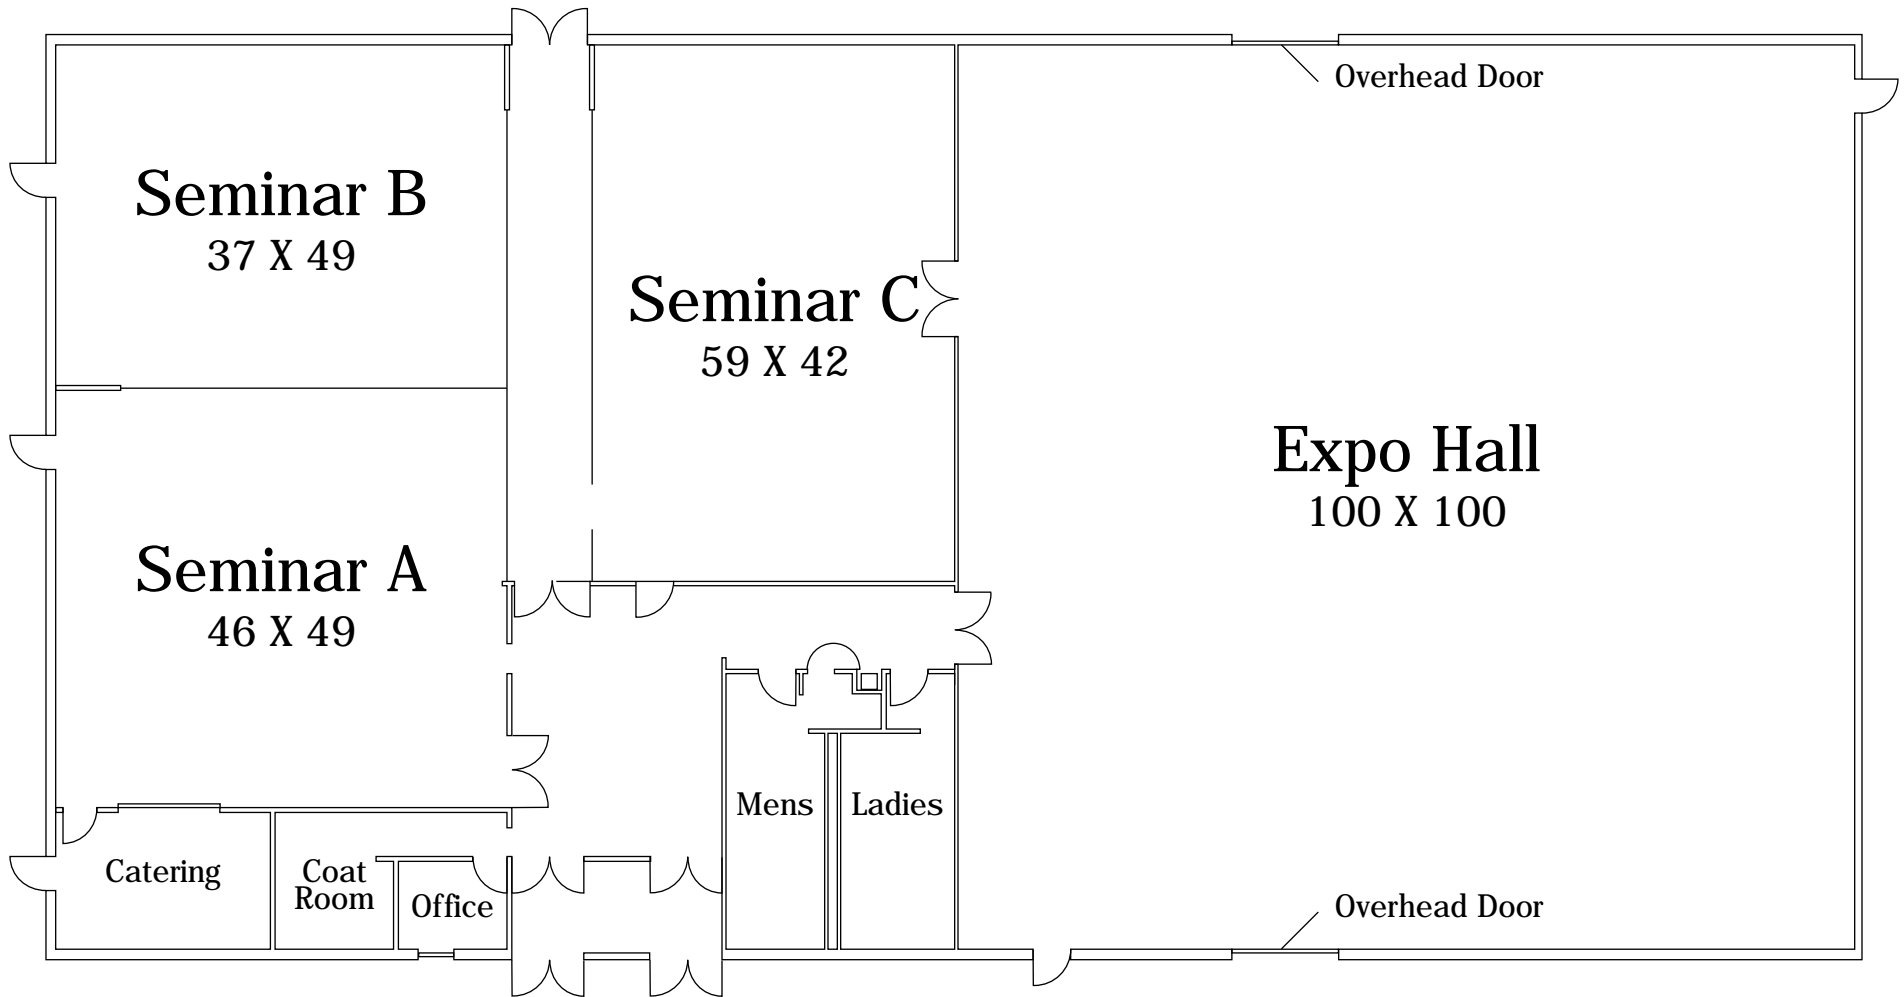 Overhead Door
Seminar B
37 X 49
Seminar C
59 X 42
Expo Hall
100 X 100
Seminar A
46 X 49
Mens
Ladies
Catering
Coat
Room
Office
Overhead Door